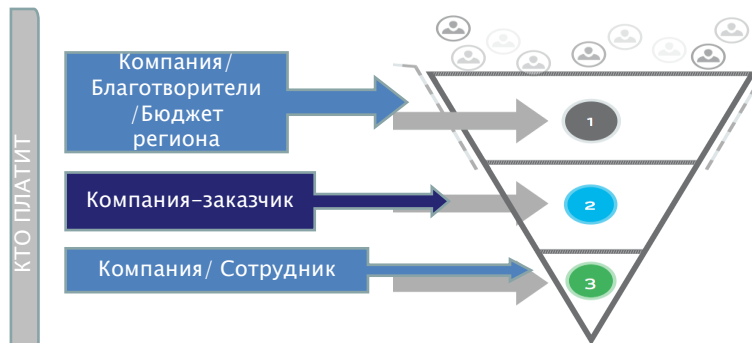 КТО ПЛАТИТ
Компания/
Благотворители
/Бюджет
региона
1
Компания–заказчик
2
Компания/ Сотрудник
3